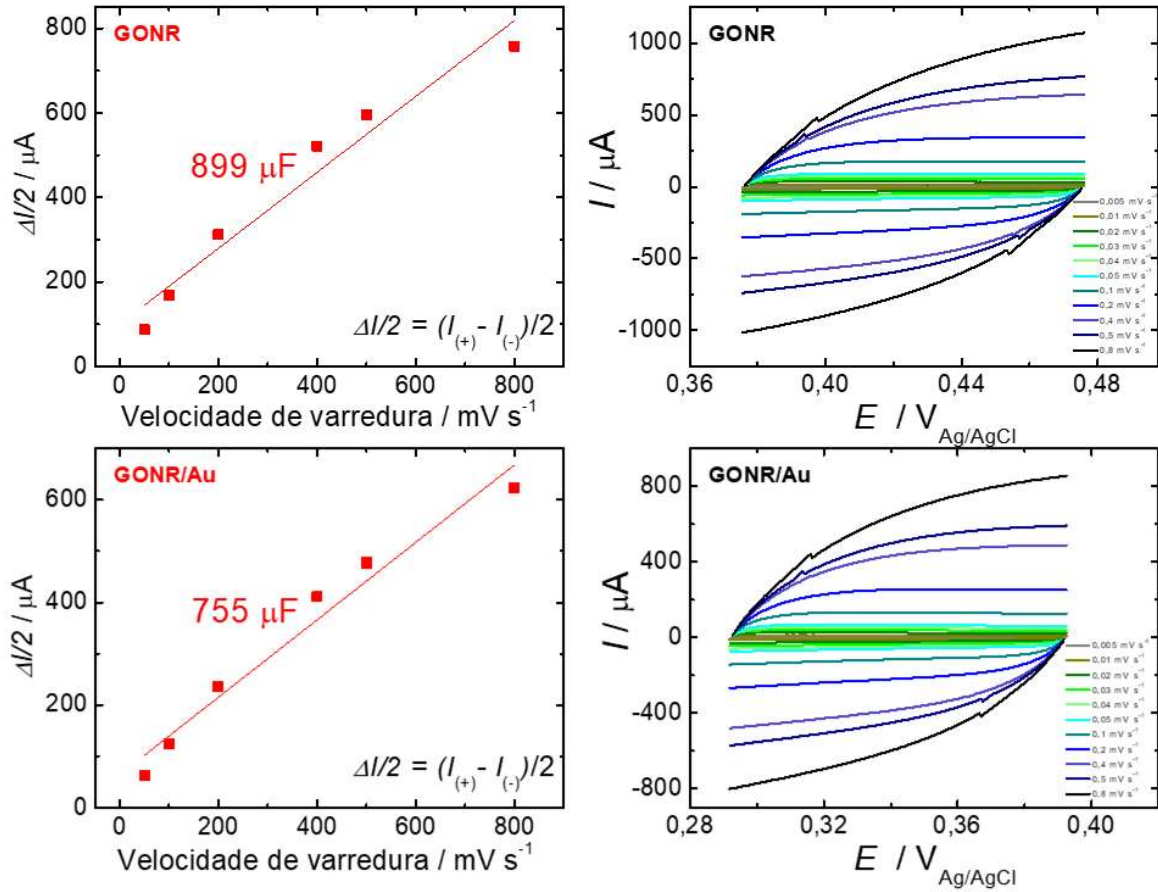 GONR
800
600
400
200
0
ΔI/2 / μA
899 μF
ΔI/2 = (I(+)- I(-))/2
0 200 400 600 800
Velocidade de varredura / mV s⁻¹
GONR
1000
500
0
-500
-1000
I / μA
0,005 mV s⁻¹
0,01 mV s⁻¹
0,02 mV s⁻¹
0,03 mV s⁻¹
0,04 mV s⁻¹
0,05 mV s⁻¹
0,1 mV s⁻¹
0,2 mV s⁻¹
0,4 mV s⁻¹
0,5 mV s⁻¹
0,8 mV s⁻¹
0,36 0,40 0,44 0,48
E / V Ag/AgCl
GONR/Au
600
400
200
0
ΔI/2 / μA
755 μF
ΔI/2 = (I(+)- I(-))/2
0 200 400 600 800
Velocidade de varredura / mV s⁻¹
GONR/Au
800
400
0
-400
-800
I / μA
0,005 mV s⁻¹
0,01 mV s⁻¹
0,02 mV s⁻¹
0,03 mV s⁻¹
0,04 mV s⁻¹
0,05 mV s⁻¹
0,1 mV s⁻¹
0,2 mV s⁻¹
0,4 mV s⁻¹
0,5 mV s⁻¹
0,8 mV s⁻¹
0,28 0,32 0,36 0,40
E / V Ag/AgCl